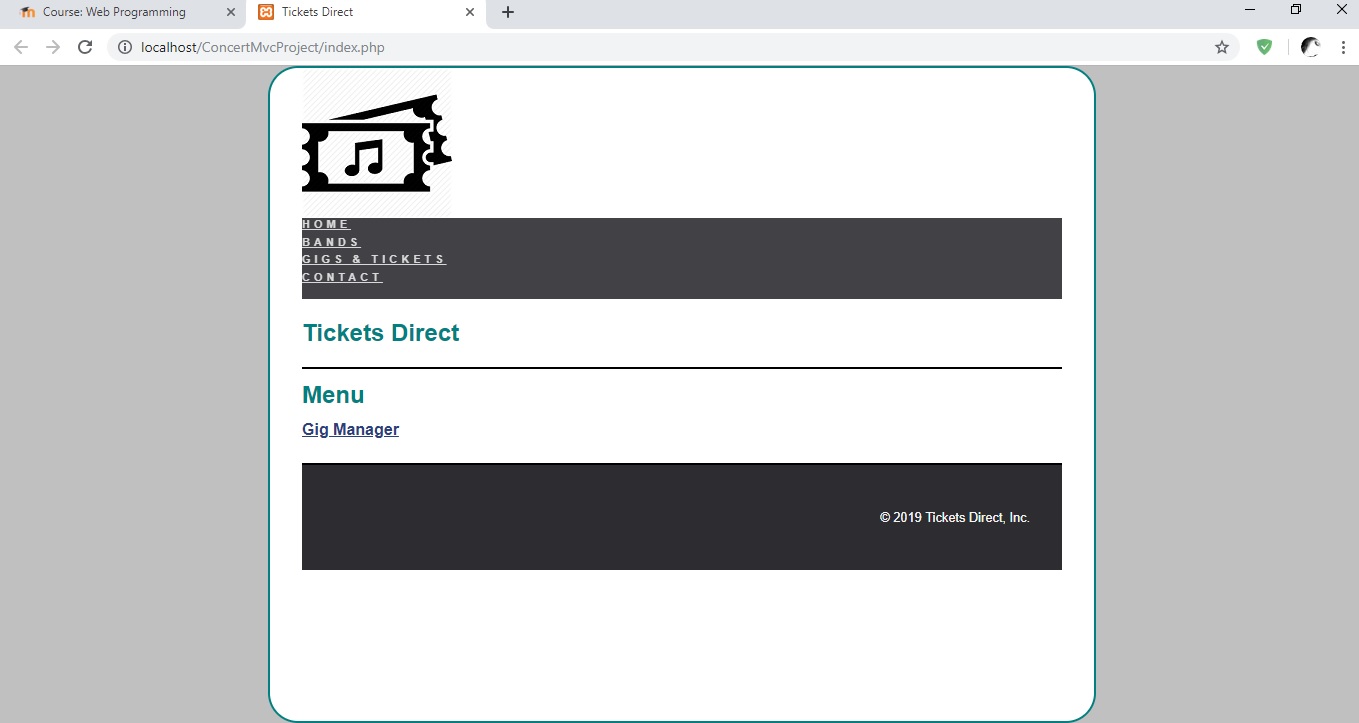 Course: Web Programming
Tickets Direct
localhost/ConcertMvcProject/index.php
HOME
BANDS
GIGS & TICKETS
CONTACT
Tickets Direct
Menu
Gig Manager
© 2019 Tickets Direct, Inc.